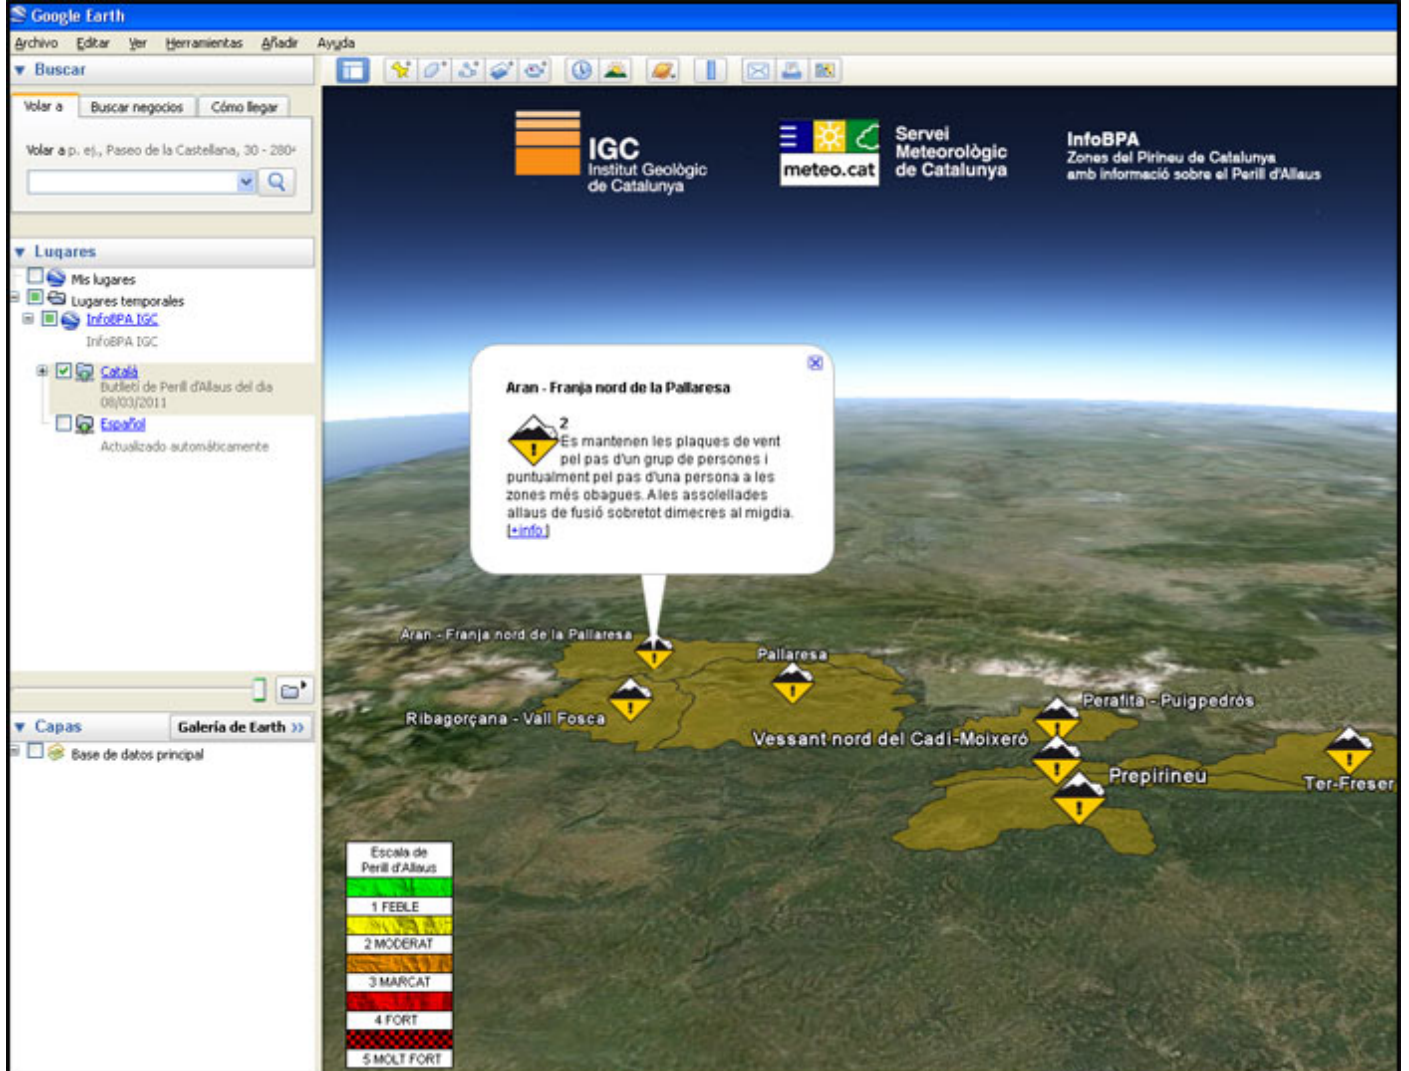 Google Earth
Archivo Editar Ver Herramientas Añadir Ayuda
Buscar
Volar a Buscar negocios Cómo llegar
Volar a p. ej., Paseo de la Castellana, 30 - 280
Lugares
Mis lugares
Lugares temporales
InfoBPA IGC
InfoBPA IGC
Català
Butlletí de Perill d'Allaus del dia
08/03/2011
Español
Actualizado automáticamente
Capas Galería de Earth >>
Base de datos principal
IGC
Institut Geològic
de Catalunya
meteo.cat
Servei
Meteorològic
de Catalunya
InfoBPA
Zones del Pirineu de Catalunya
amb informació sobre el Perill d'Allaus
Aran - Franja nord de la Pallaresa
2
Es mantenen les plaques de vent
pel pas d'un grup de persones i
puntualment pel pas d'una persona a les
zones més obagues. A les assolellades
allaus de fusió sobretot dimecres al migdia.
[+info]
Aran - Franja nord de la Pallaresa
Pallaresa
Ribagorçana - Vall Fosca
Perafita - Puigpedrós
Vessant nord del Cadí-Moixeró
Prepirineu
Ter-Freser
Escala de
Perill d'Allaus
1 FEBLE
2 MODERAT
3 MARCAT
4 FORT
5 MOLT FORT